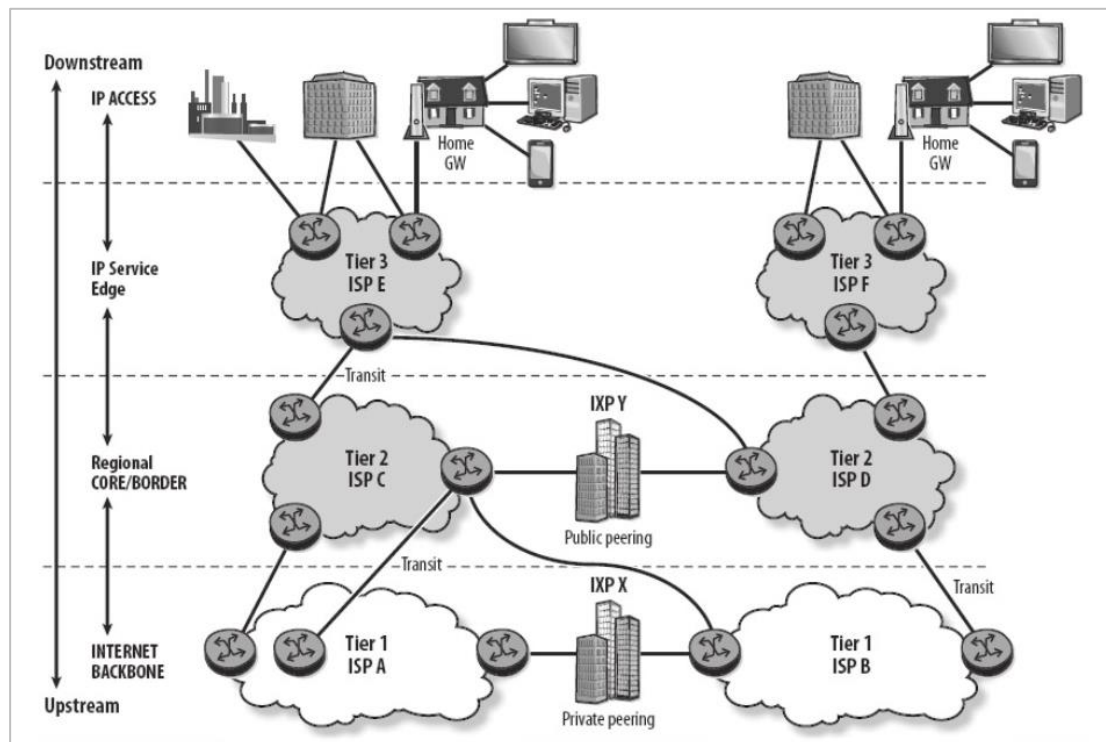 Downstream
IP ACCESS
Home
GW
Home
GW
IP Service
Edge
Tier 3
ISP E
Tier 3
ISP F
Transit
IXP Y
Regional
CORE/BORDER
Tier 2
ISP C
Tier 2
ISP D
Public peering
Transit
Transit
IXP X
INTERNET
BACKBONE
Tier 1
ISP A
Tier 1
ISP B
Upstream
Private peering